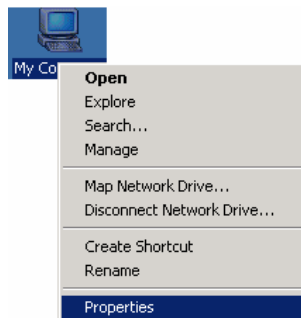 My Co
Open
Explore
Search...
Manage
Map Network Drive...
Disconnect Network Drive...
Create Shortcut
Rename
Properties